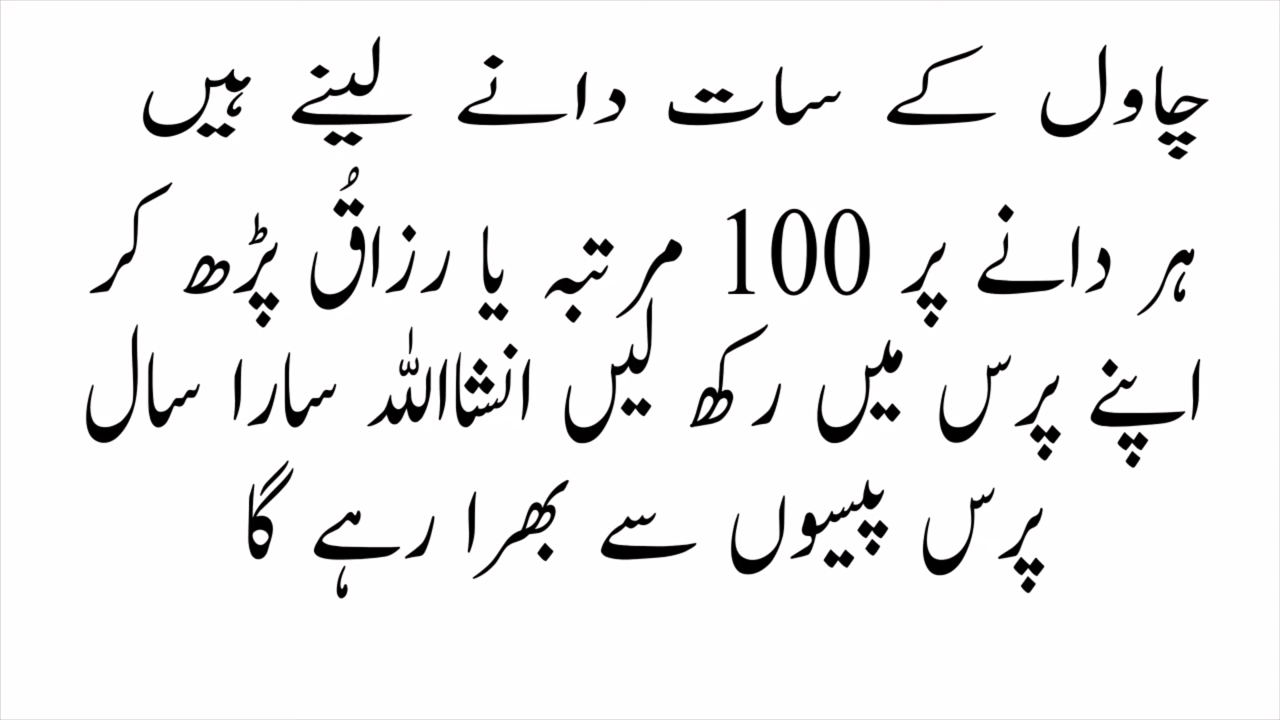 چاول کے سات دانے لینے ہیں
ہر دانے پر 100 مرتبہ یا رزاقُ پڑھ کر
اپنے پرس میں رکھ لیں انشااللہ سارا سال
پرس پیسوں سے بھرا رہے گا